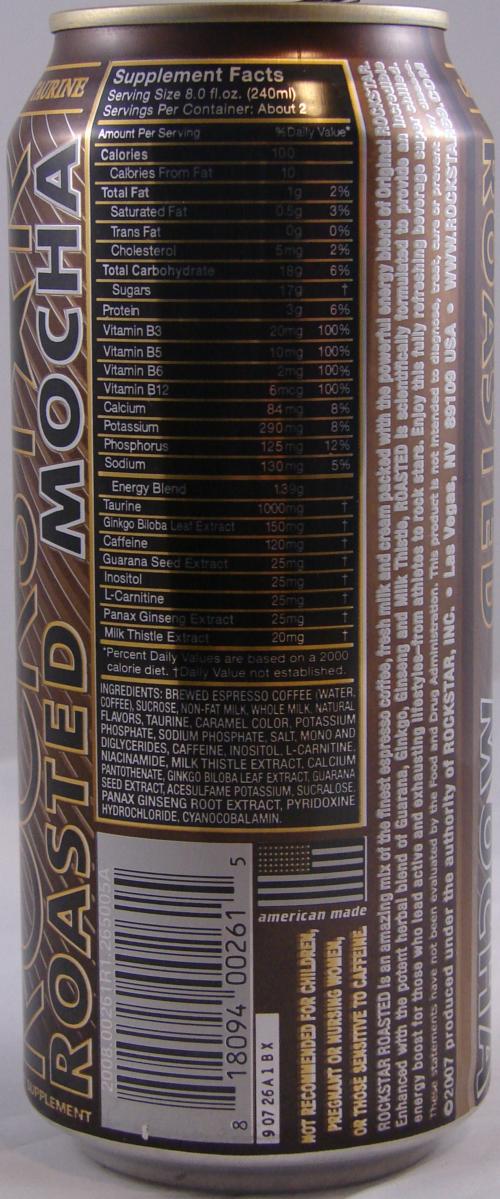 TAURINE
ROASTED MOCHA
SUPPLEMENT
Supplement Facts
Serving Size 8.0 fl.oz. (240ml)
Servings Per Container: About 2
Amount Per Serving %Daily Value*
Calories 100
Calories From Fat 10
Total Fat 1g 2%
Saturated Fat 0.5g 3%
Trans Fat 0g 0%
Cholesterol 5mg 2%
Total Carbohydrate 18g 6%
Sugars 17g †
Protein 3g 6%
Vitamin B3 20mg 100%
Vitamin B5 10mg 100%
Vitamin B6 2mg 100%
Vitamin B12 6mcg 100%
Calcium 84mg 8%
Potassium 290mg 8%
Phosphorus 125mg 12%
Sodium 130mg 5%
Energy Blend 1.39g
Taurine 1000mg †
Ginkgo Biloba Leaf Extract 150mg †
Caffeine 120mg †
Guarana Seed Extract 25mg †
Inositol 25mg †
L-Carnitine 25mg †
Panax Ginseng Extract 25mg †
Milk Thistle Extract 20mg †
*Percent Daily Values are based on a 2000
calorie diet. †Daily Value not established.
INGREDIENTS: BREWED ESPRESSO COFFEE (WATER,
COFFEE), SUCROSE, NON-FAT MILK, WHOLE MILK, NATURAL
FLAVORS, TAURINE, CARAMEL COLOR, POTASSIUM
PHOSPHATE, SODIUM PHOSPHATE, SALT, MONO AND
DIGLYCERIDES, CAFFEINE, INOSITOL, L-CARNITINE,
NIACINAMIDE, MILK THISTLE EXTRACT, CALCIUM
PANTOTHENATE, GINKGO BILOBA LEAF EXTRACT, GUARANA
SEED EXTRACT, ACESULFAME POTASSIUM, SUCRALOSE,
PANAX GINSENG ROOT EXTRACT, PYRIDOXINE
HYDROCHLORIDE, CYANOCOBALAMIN.
2008.00261R1.265005A
8 18094 00261 5
9 07 26 A 1 B X
american made
NOT RECOMMENDED FOR CHILDREN,
PREGNANT OR NURSING WOMEN,
OR THOSE SENSITIVE TO CAFFEINE.
ROCKSTAR ROASTED is an amazing mix of the finest espresso coffee, fresh milk and cream packed with the powerful energy blend of Original ROCKSTAR.
Enhanced with the potent herbal blend of Guarana, Ginkgo, Ginseng and Milk Thistle, ROASTED is scientifically formulated to provide an incredible
energy boost for those who lead active and exhausting lifestyles–from athletes to rock stars. Enjoy this fully refreshing beverage
These statements have not been evaluated by the Food and Drug Administration. This product is not intended to diagnose, treat, cure or prevent
©2007 produced under the authority of ROCKSTAR, INC. • Las Vegas, NV 89109 USA • WWW.ROCKSTAR69.COM